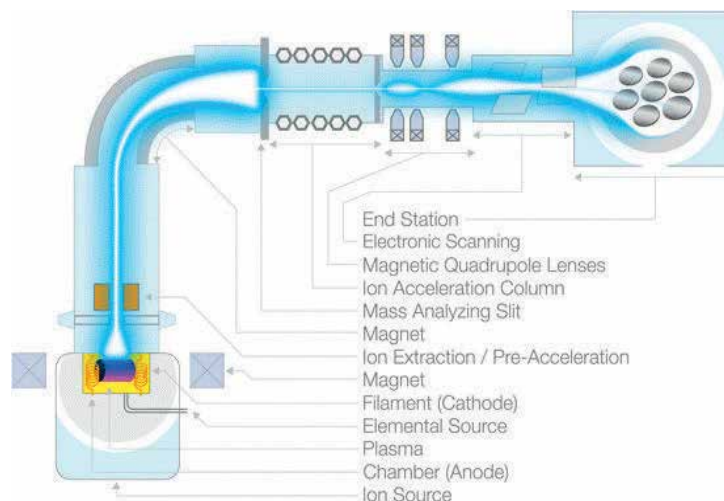 End Station
Electronic Scanning
Magnetic Quadrupole Lenses
Ion Acceleration Column
Mass Analyzing Slit
Magnet
Ion Extraction / Pre-Acceleration
Magnet
Filament (Cathode)
Elemental Source
Plasma
Chamber (Anode)
Ion Source